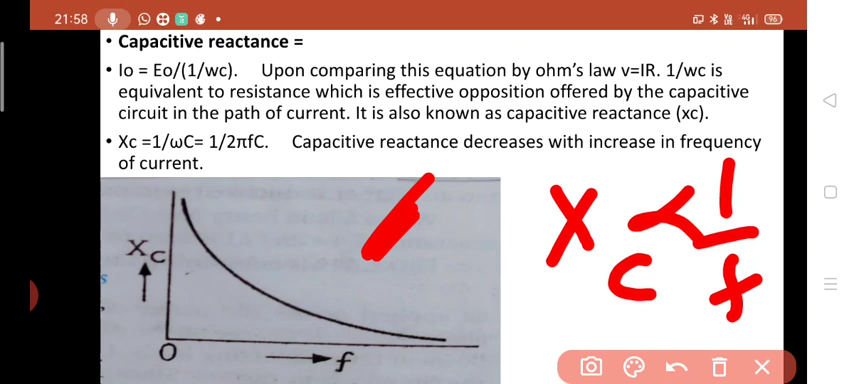 21:58
96
• Capacitive reactance =
• Io = Eo/(1/wc). Upon comparing this equation by ohm's law v=IR. 1/wc is
equivalent to resistance which is effective opposition offered by the capacitive
circuit in the path of current. It is also known as capacitive reactance (xc).
• Xc =1/ωC= 1/2πfC. Capacitive reactance decreases with increase in frequency
of current.
Xc
O
f
Xc ∝ 1/f